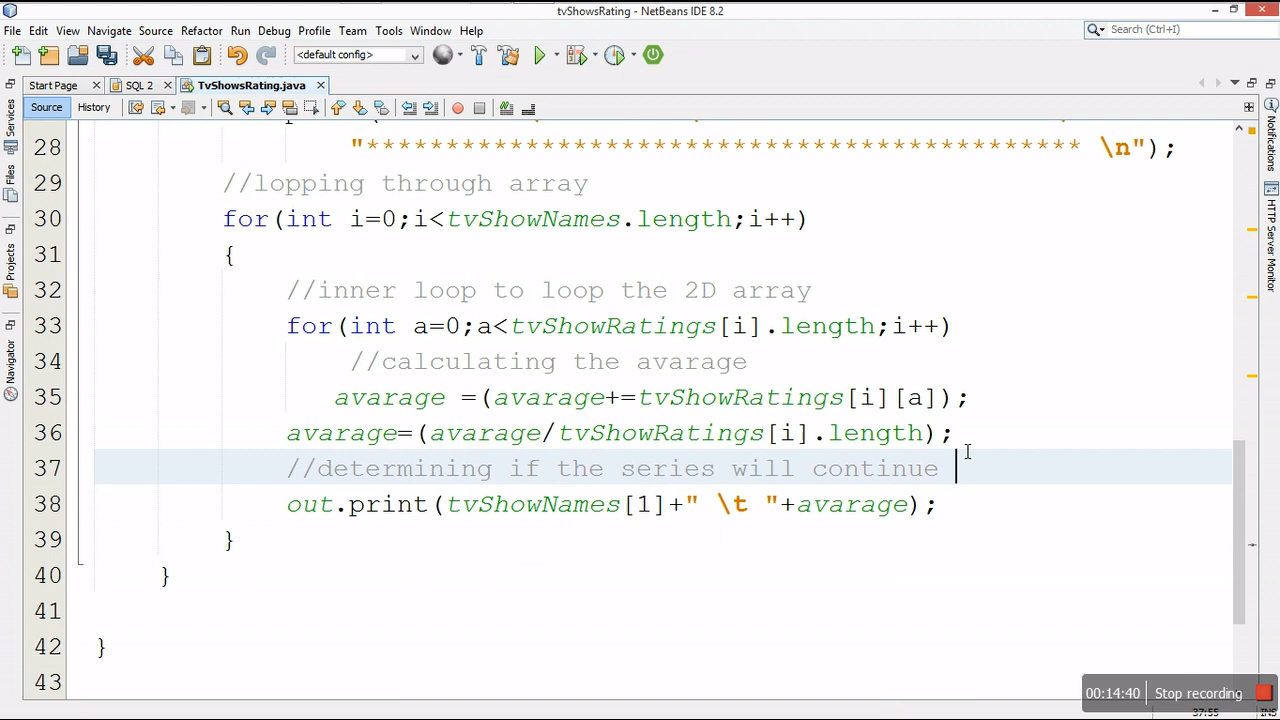 tvShowsRating - NetBeans IDE 8.2
File Edit View Navigate Source Refactor Run Debug Profile Team Tools Window Help
Search (Ctrl+I)
<default config>
Start Page SQL 2 TvShowsRating.java
Source History
28 "********************************************* \n");
29 //lopping through array
30 for(int i=0;i<tvShowNames.length;i++)
31 {
32 //inner loop to loop the 2D array
33 for(int a=0;a<tvShowRatings[i].length;i++)
34 //calculating the avarage
35 avarage =(avarage+=tvShowRatings[i][a]);
36 avarage=(avarage/tvShowRatings[i].length);
37 //determining if the series will continue
38 out.print(tvShowNames[1]+" \t "+avarage);
39 }
40 }
41
42 }
43
Services
Files
Projects
Navigator
Notifications
HTTP Server Monitor
00:14:40 Stop recording
37:55 INS